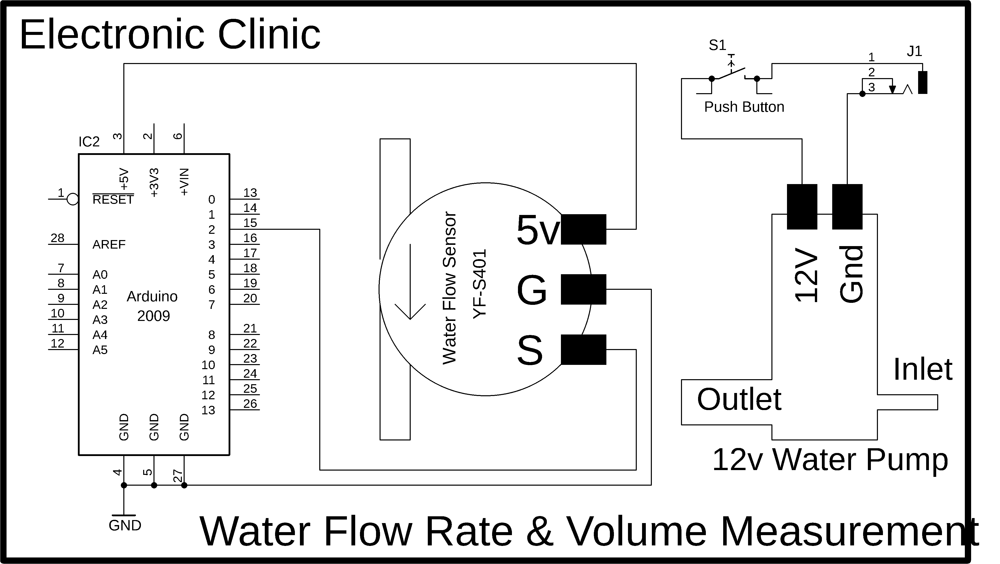 Electronic Clinic
S1
J1
1
2
3
Push Button
IC2
3
2
6
+5V
+3V3
+VIN
1
RESET
0
13
1
14
2
15
28
AREF
3
16
4
17
7
A0
5
18
8
A1
6
19
9
A2
7
20
10
A3
11
A4
8
21
12
A5
9
22
10
23
11
24
12
25
13
26
Arduino
2009
GND
GND
GND
4
5
27
GND
Water Flow Sensor
YF-S401
5v
G
S
12V
Gnd
Inlet
Outlet
12v Water Pump
Water Flow Rate & Volume Measurement